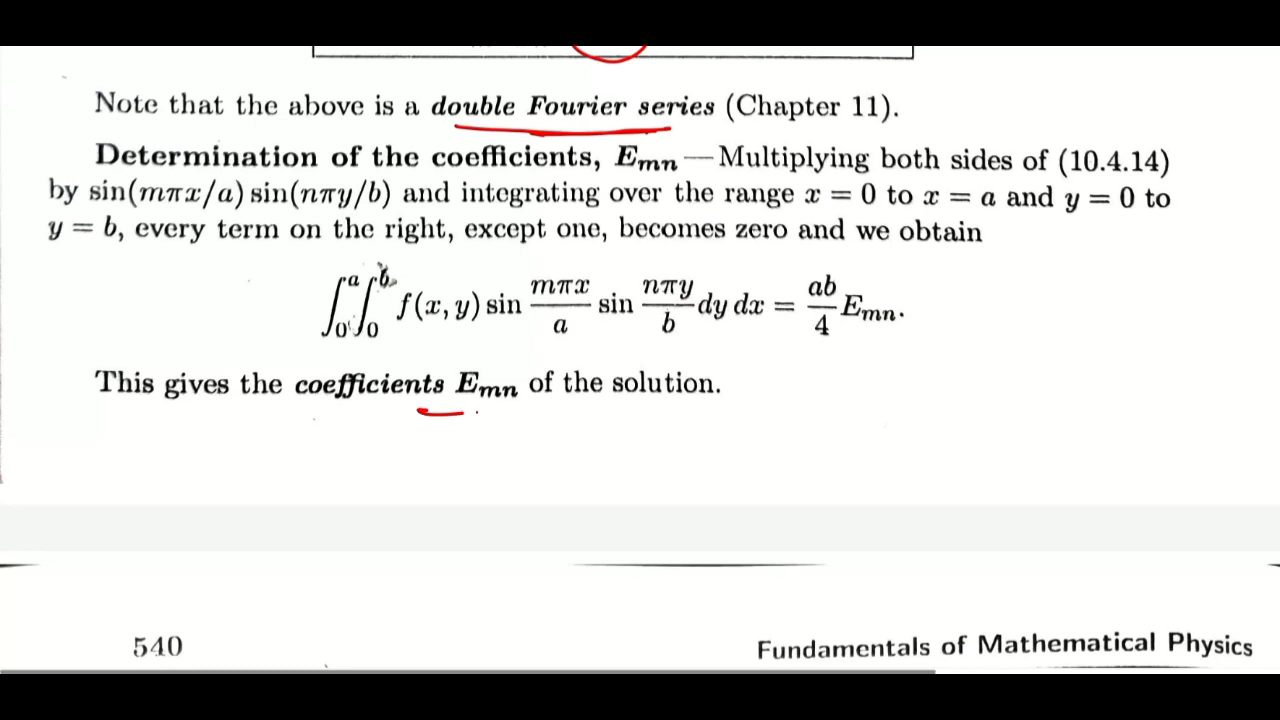 Note that the above is a double Fourier series (Chapter 11).
Determination of the coefficients, Eₘₙ — Multiplying both sides of (10.4.14)
by sin(mπx/a) sin(nπy/b) and integrating over the range x = 0 to x = a and y = 0 to
y = b, every term on the right, except one, becomes zero and we obtain
∫₀ᵃ∫₀ᵇ f(x, y) sin mπx/a sin nπy/b dy dx = ab/4 Eₘₙ.
This gives the coefficients Eₘₙ of the solution.
540 Fundamentals of Mathematical Physics